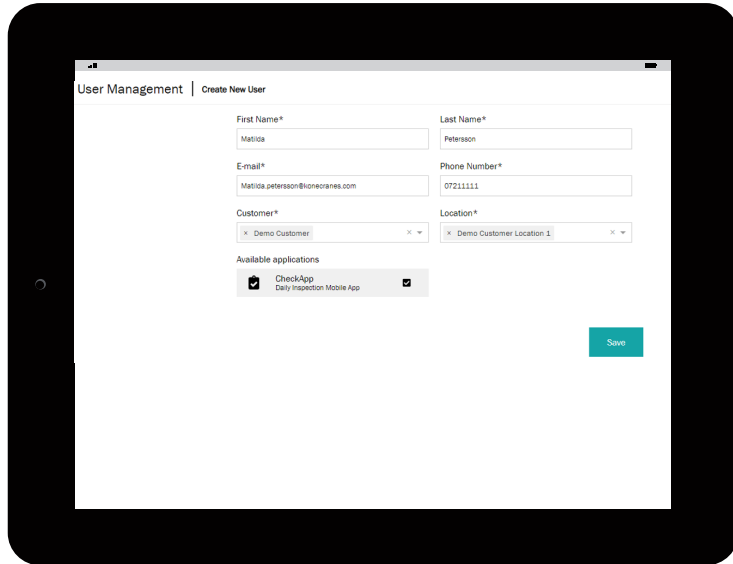 User Management | Create New User
First Name*
Last Name*
Matilda
Petersson
E-mail*
Phone Number*
Matilda.petersson@konecranes.com
07211111
Customer*
Location*
× Demo Customer ×
× Demo Customer Location 1 ×
Available applications
CheckApp
Daily Inspection Mobile App
Save